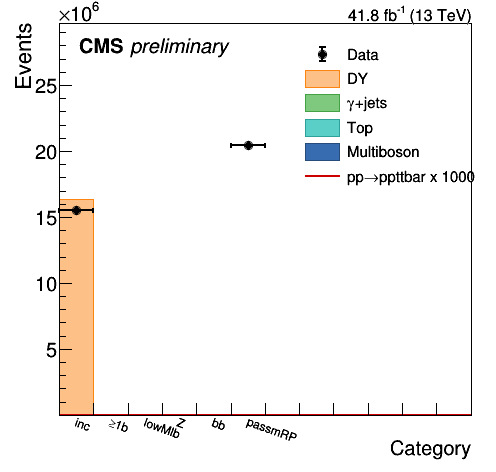 ×10⁶
41.8 fb⁻¹ (13 TeV)
Events
CMS preliminary
Data
DY
γ+jets
Top
Multiboson
pp→ppttbar x 1000
25
20
15
10
5
inc
≥1b
lowMlb
Z
bb
passmRP
Category